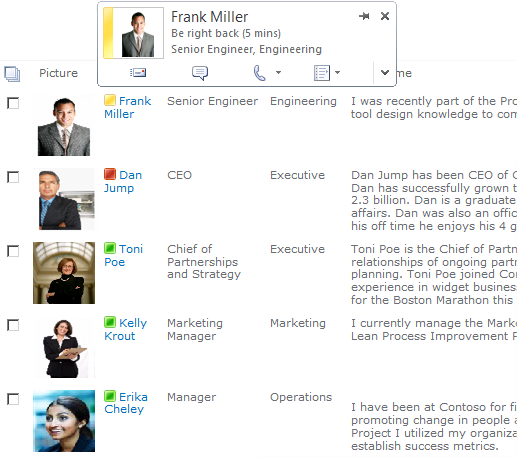 Frank Miller
Be right back (5 mins)
Senior Engineer, Engineering
Picture
me
Frank Miller
Senior Engineer
Engineering
I was recently part of the Pro
tool design knowledge to com
Dan Jump
CEO
Executive
Dan Jump has been CEO of C
Dan has successfully grown t
2.3 billion. Dan is a graduate
affairs. Dan was also an offic
his off time he enjoys his 4 g
Toni Poe
Chief of
Partnerships
and Strategy
Executive
Toni Poe is the Chief of Partn
relationships of ongoing partn
planning. Toni Poe joined Con
experience in widget business
for the Boston Marathon this
Kelly Krout
Marketing
Manager
Marketing
I currently manage the Marke
Lean Process Improvement P
Erika Cheley
Manager
Operations
I have been at Contoso for fi
promoting change in people a
Project I utilized my organiza
establish success metrics.